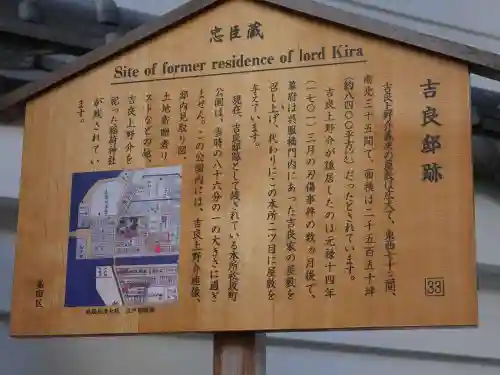 忠臣蔵
Site of former residence of lord Kira
吉良邸跡
吉良上野介義央の屋敷は広大で、東西七十三間、
南北三十五間で、面積は二千五百五十坪
(約八四〇〇平方㍍)だったとされています。
吉良上野介が隠居したのは元禄十四年
(一七〇一)三月の刃傷事件の数ヵ月後で、
幕府は呉服橋門内にあった吉良家の屋敷を
召し上げ、代わりにこの本所二ツ目に屋敷を
与えています。
現在、吉良邸跡として残されている本所松坂町
公園は、当時の八十六分の一の大きさに過ぎ
ません。この公園内には、吉良上野介座像、
邸内見取り図、
土地寄贈者リ
ストなどの他、
吉良上野介を
祀った稲荷神社
が残されてい
ます。
墨田区
33